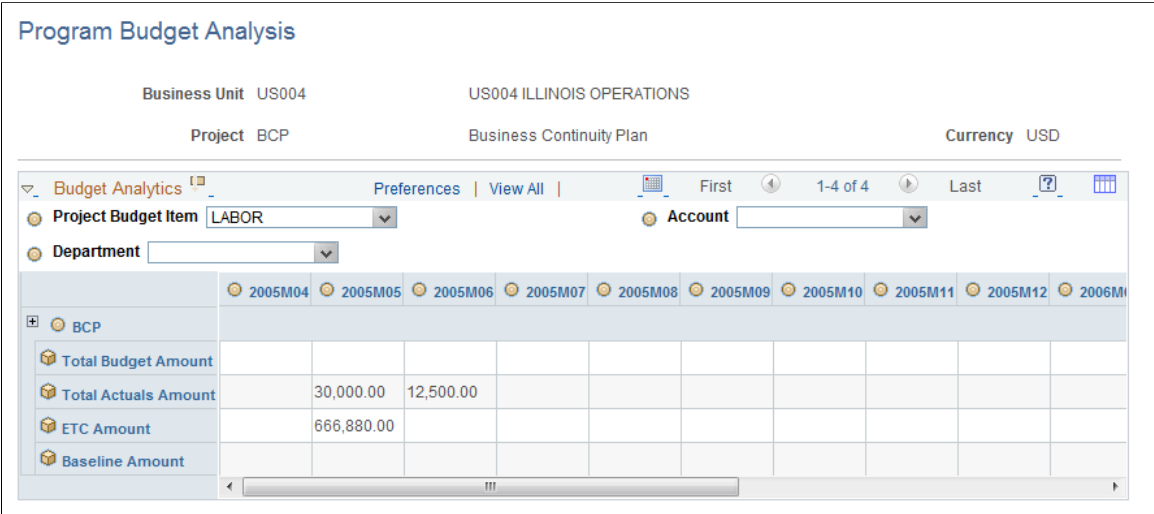 Program Budget Analysis
Business Unit US004 US004 ILLINOIS OPERATIONS
Project BCP Business Continuity Plan Currency USD
Budget Analytics Preferences | View All | First 1-4 of 4 Last
Project Budget Item LABOR Account
Department
2005M04 2005M05 2005M06 2005M07 2005M08 2005M09 2005M10 2005M11 2005M12
BCP
Total Budget Amount
Total Actuals Amount 30,000.00 12,500.00
ETC Amount 666,880.00
Baseline Amount